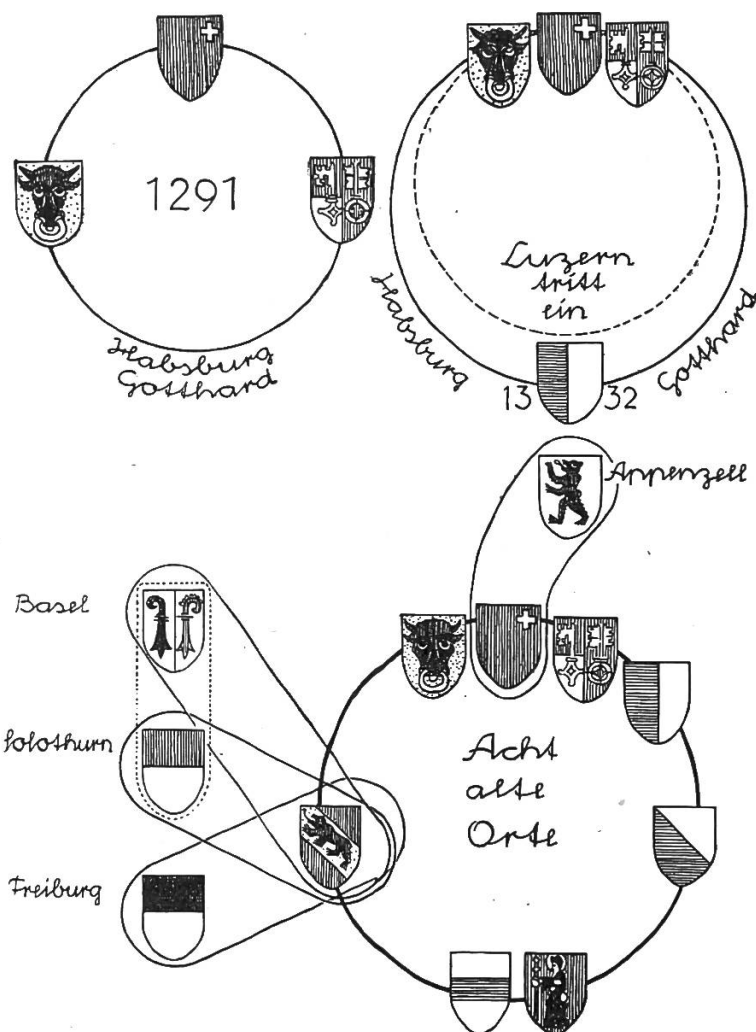 1291
Habsburg
Gotthard
Luzern
tritt
ein
Habsburg
Gotthard
13 32
Appenzell
Basel
Solothurn
Freiburg
Acht
alte
Orte